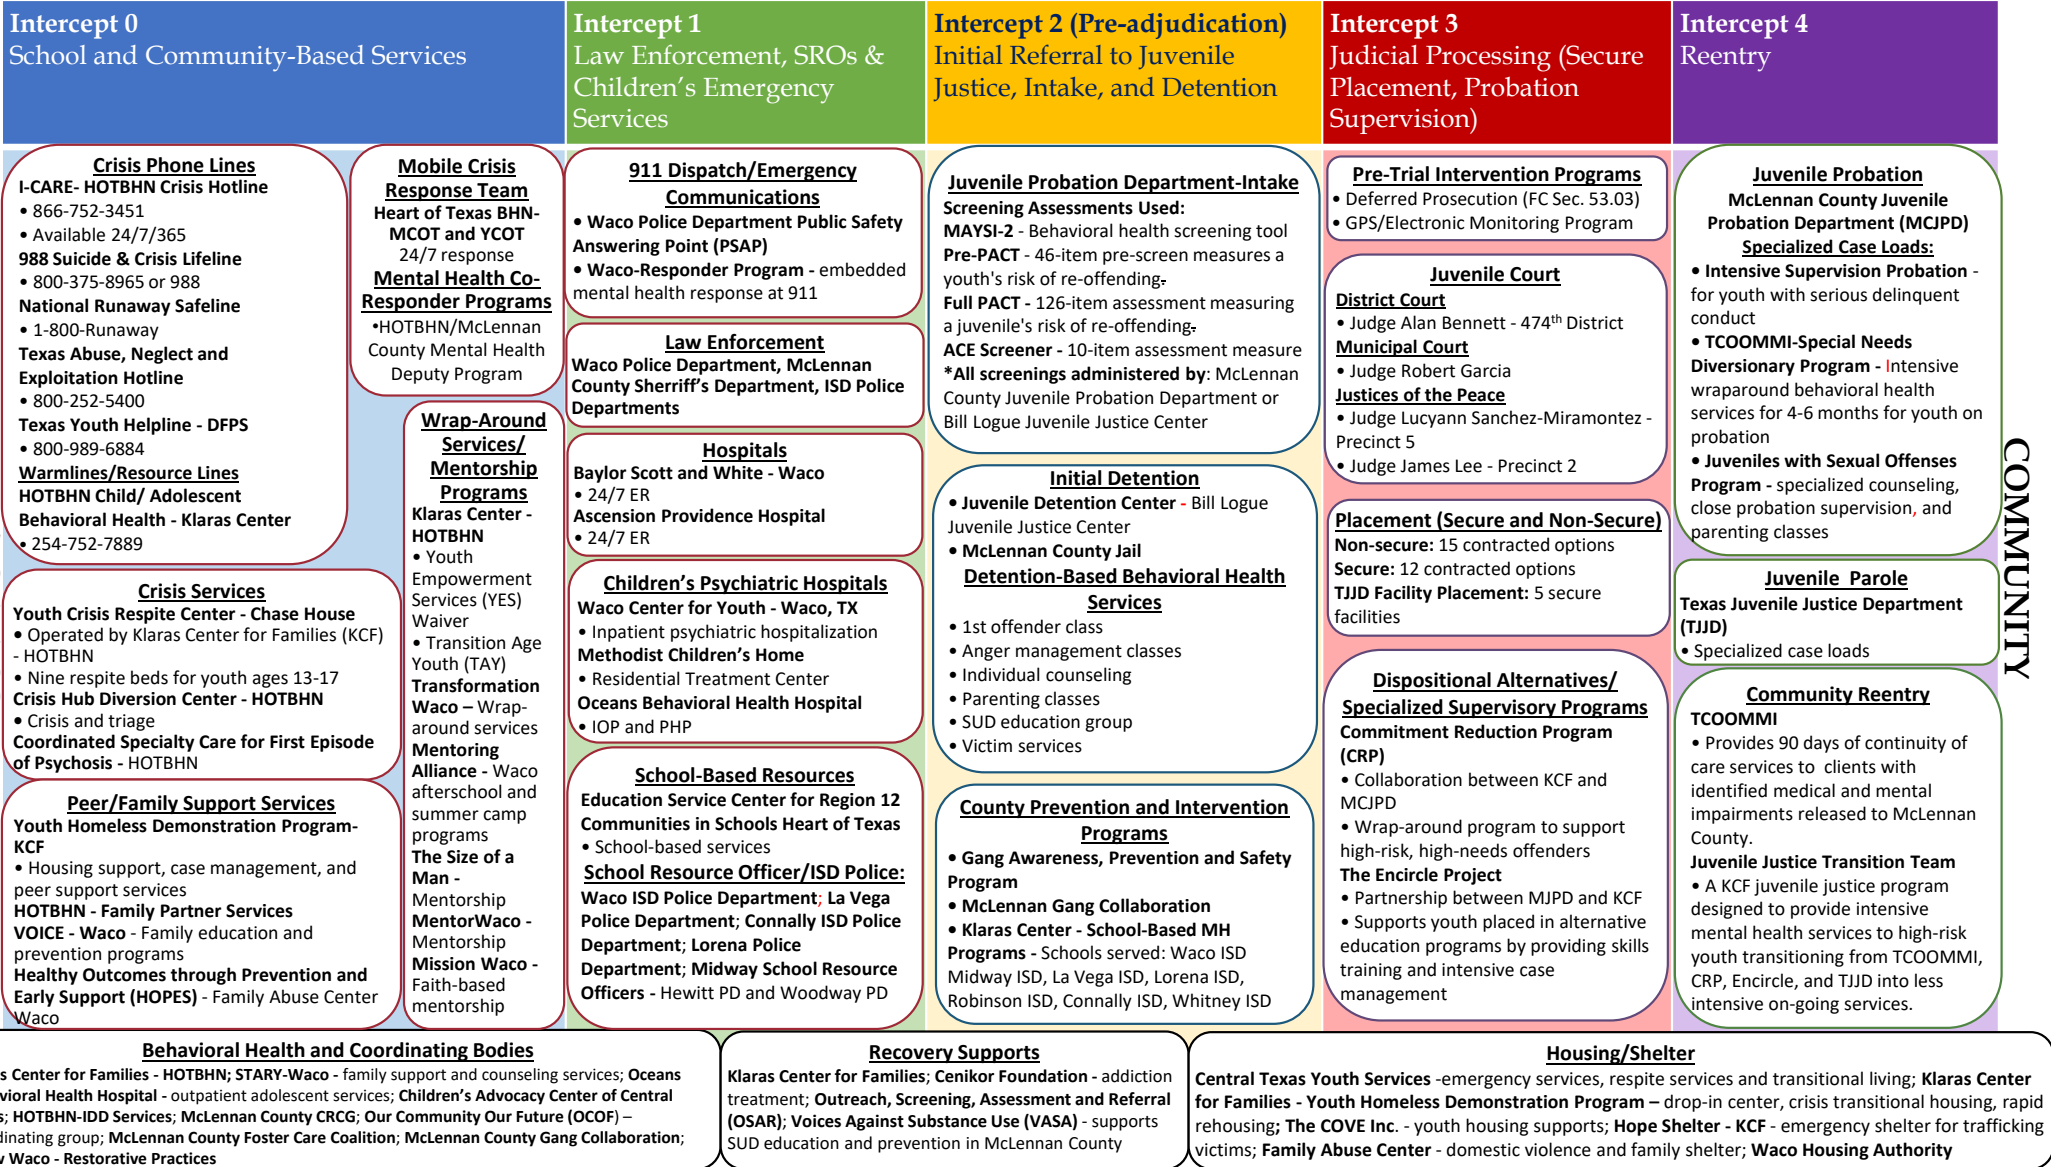 Intercept 0
School and Community-Based Services
Intercept 1
Law Enforcement, SROs &
Children's Emergency
Services
Intercept 2 (Pre-adjudication)
Initial Referral to Juvenile
Justice, Intake, and Detention
Intercept 3
Judicial Processing (Secure
Placement, Probation
Supervision)
Intercept 4
Reentry
Crisis Phone Lines
I-CARE- HOTBHN Crisis Hotline
• 866-752-3451
• Available 24/7/365
988 Suicide & Crisis Lifeline
• 800-375-8965 or 988
National Runaway Safeline
• 1-800-Runaway
Texas Abuse, Neglect and
Exploitation Hotline
• 800-252-5400
Texas Youth Helpline - DFPS
• 800-989-6884
Warmlines/Resource Lines
HOTBHN Child/ Adolescent
Behavioral Health - Klaras Center
• 254-752-7889
Mobile Crisis
Response Team
Heart of Texas BHN-
MCOT and YCOT
24/7 response
Mental Health Co-
Responder Programs
•HOTBHN/McLennan
County Mental Health
Deputy Program
Crisis Services
Youth Crisis Respite Center - Chase House
• Operated by Klaras Center for Families (KCF)
- HOTBHN
• Nine respite beds for youth ages 13-17
Crisis Hub Diversion Center - HOTBHN
• Crisis and triage
Coordinated Specialty Care for First Episode
of Psychosis - HOTBHN
Peer/Family Support Services
Youth Homeless Demonstration Program-
KCF
• Housing support, case management, and
peer support services
HOTBHN - Family Partner Services
VOICE - Waco - Family education and
prevention programs
Healthy Outcomes through Prevention and
Early Support (HOPES) - Family Abuse Center
Waco
Wrap-Around
Services/
Mentorship
Programs
Klaras Center -
HOTBHN
• Youth
Empowerment
Services (YES)
Waiver
• Transition Age
Youth (TAY)
Transformation
Waco – Wrap-
around services
Mentoring
Alliance - Waco
afterschool and
summer camp
programs
The Size of a
Man -
Mentorship
MentorWaco -
Mentorship
Mission Waco -
Faith-based
mentorship
911 Dispatch/Emergency
Communications
• Waco Police Department Public Safety
Answering Point (PSAP)
• Waco-Responder Program - embedded
mental health response at 911
Law Enforcement
Waco Police Department, McLennan
County Sherriff's Department, ISD Police
Departments
Hospitals
Baylor Scott and White - Waco
• 24/7 ER
Ascension Providence Hospital
• 24/7 ER
Children's Psychiatric Hospitals
Waco Center for Youth - Waco, TX
• Inpatient psychiatric hospitalization
Methodist Children's Home
• Residential Treatment Center
Oceans Behavioral Health Hospital
• IOP and PHP
School-Based Resources
Education Service Center for Region 12
Communities in Schools Heart of Texas
• School-based services
School Resource Officer/ISD Police:
Waco ISD Police Department; La Vega
Police Department; Connally ISD Police
Department; Lorena Police
Department; Midway School Resource
Officers - Hewitt PD and Woodway PD
Juvenile Probation Department-Intake
Screening Assessments Used:
MAYSI-2 - Behavioral health screening tool
Pre-PACT - 46-item pre-screen measures a
youth's risk of re-offending.
Full PACT - 126-item assessment measuring
a juvenile's risk of re-offending.
ACE Screener - 10-item assessment measure
*All screenings administered by: McLennan
County Juvenile Probation Department or
Bill Logue Juvenile Justice Center
Initial Detention
• Juvenile Detention Center - Bill Logue
Juvenile Justice Center
• McLennan County Jail
Detention-Based Behavioral Health
Services
• 1st offender class
• Anger management classes
• Individual counseling
• Parenting classes
• SUD education group
• Victim services
County Prevention and Intervention
Programs
• Gang Awareness, Prevention and Safety
Program
• McLennan Gang Collaboration
• Klaras Center - School-Based MH
Programs - Schools served: Waco ISD
Midway ISD, La Vega ISD, Lorena ISD,
Robinson ISD, Connally ISD, Whitney ISD
Pre-Trial Intervention Programs
• Deferred Prosecution (FC Sec. 53.03)
• GPS/Electronic Monitoring Program
Juvenile Court
District Court
• Judge Alan Bennett - 474th District
Municipal Court
• Judge Robert Garcia
Justices of the Peace
• Judge Lucyann Sanchez-Miramontez -
Precinct 5
• Judge James Lee - Precinct 2
Placement (Secure and Non-Secure)
Non-secure: 15 contracted options
Secure: 12 contracted options
TJJD Facility Placement: 5 secure
facilities
Dispositional Alternatives/
Specialized Supervisory Programs
Commitment Reduction Program
(CRP)
• Collaboration between KCF and
MCJPD
• Wrap-around program to support
high-risk, high-needs offenders
The Encircle Project
• Partnership between MJPD and KCF
• Supports youth placed in alternative
education programs by providing skills
training and intensive case
management
Juvenile Probation
McLennan County Juvenile
Probation Department (MCJPD)
Specialized Case Loads:
• Intensive Supervision Probation -
for youth with serious delinquent
conduct
• TCOOMMI-Special Needs
Diversionary Program - Intensive
wraparound behavioral health
services for 4-6 months for youth on
probation
• Juveniles with Sexual Offenses
Program - specialized counseling,
close probation supervision, and
parenting classes
Juvenile Parole
Texas Juvenile Justice Department
(TJJD)
• Specialized case loads
Community Reentry
TCOOMMI
• Provides 90 days of continuity of
care services to clients with
identified medical and mental
impairments released to McLennan
County.
Juvenile Justice Transition Team
• A KCF juvenile justice program
designed to provide intensive
mental health services to high-risk
youth transitioning from TCOOMMI,
CRP, Encircle, and TJJD into less
intensive on-going services.
COMMUNITY
Behavioral Health and Coordinating Bodies
s Center for Families - HOTBHN; STARY-Waco - family support and counseling services; Oceans
vioral Health Hospital - outpatient adolescent services; Children's Advocacy Center of Central
s; HOTBHN-IDD Services; McLennan County CRCG; Our Community Our Future (OCOF) –
dinating group; McLennan County Foster Care Coalition; McLennan County Gang Collaboration;
w Waco - Restorative Practices
Recovery Supports
Klaras Center for Families; Cenikor Foundation - addiction
treatment; Outreach, Screening, Assessment and Referral
(OSAR); Voices Against Substance Use (VASA) - supports
SUD education and prevention in McLennan County
Housing/Shelter
Central Texas Youth Services -emergency services, respite services and transitional living; Klaras Center
for Families - Youth Homeless Demonstration Program – drop-in center, crisis transitional housing, rapid
rehousing; The COVE Inc. - youth housing supports; Hope Shelter - KCF - emergency shelter for trafficking
victims; Family Abuse Center - domestic violence and family shelter; Waco Housing Authority